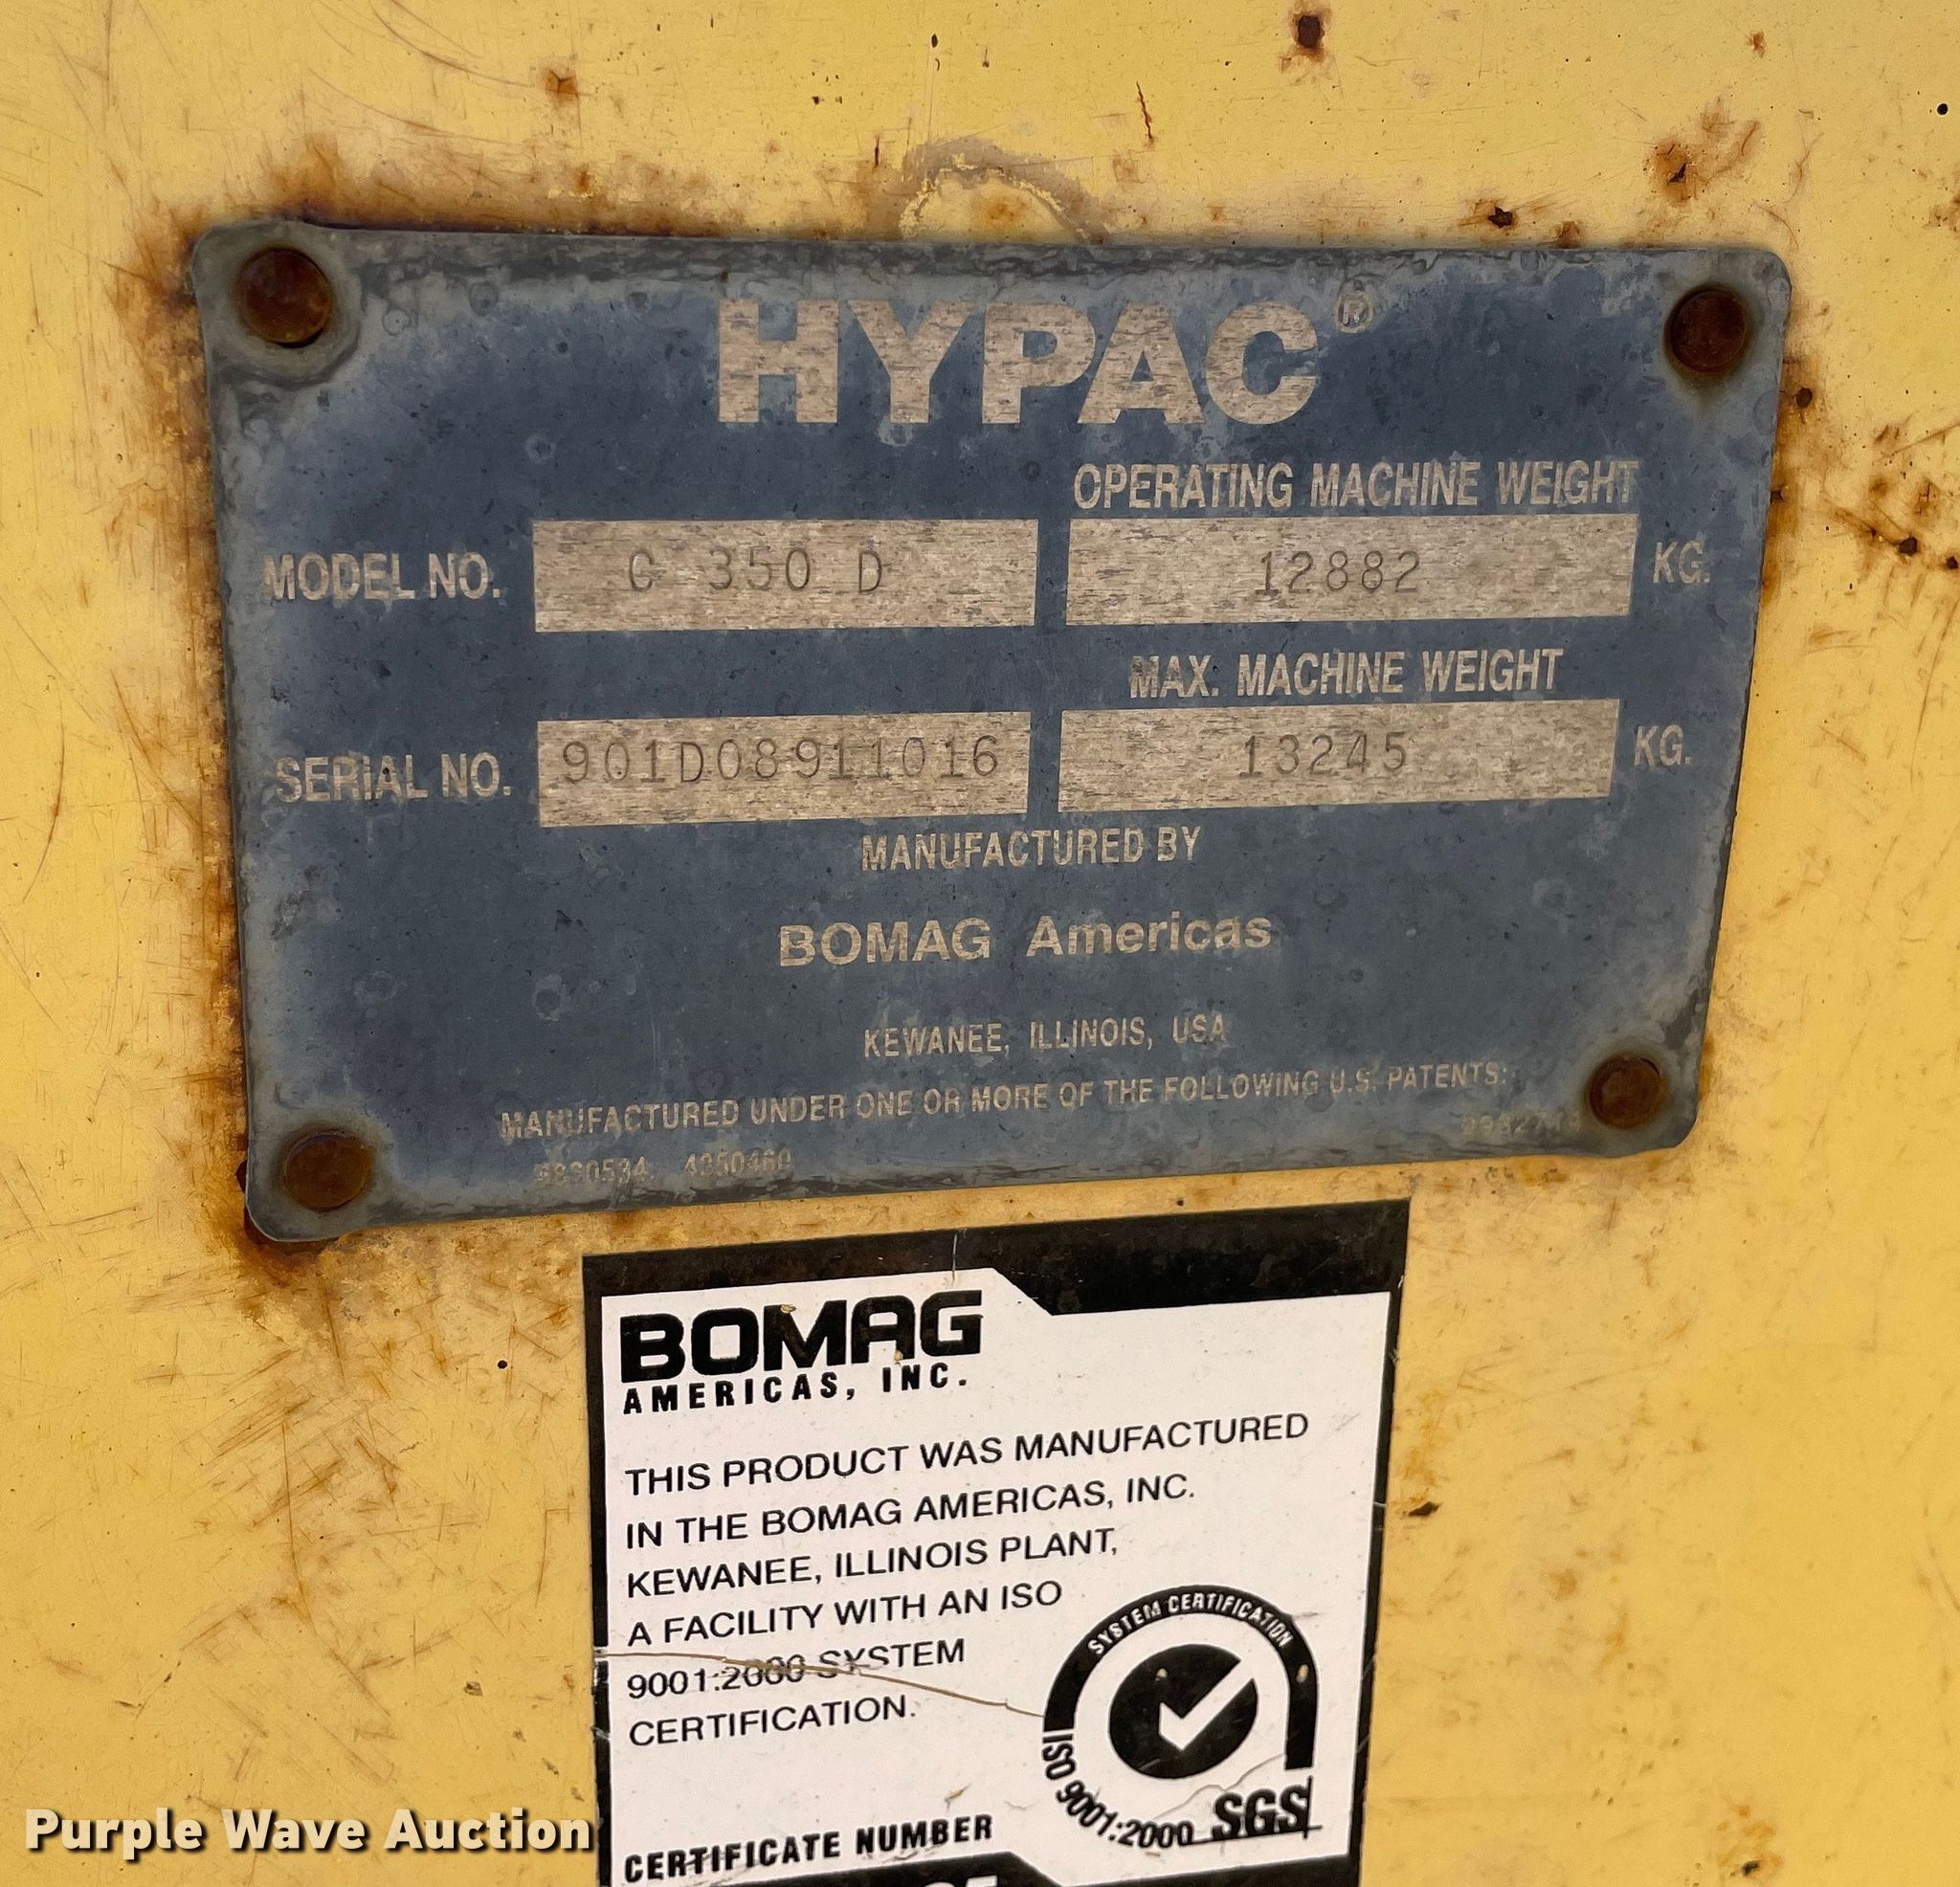 HYPAC®
OPERATING MACHINE WEIGHT
MODEL NO. C 350 D 12882 KG.
MAX. MACHINE WEIGHT
SERIAL NO. 901D08911016 13245 KG.
MANUFACTURED BY
BOMAG Americas
KEWANEE, ILLINOIS, USA
MANUFACTURED UNDER ONE OR MORE OF THE FOLLOWING U.S. PATENTS:
BOMAG
AMERICAS, INC.
THIS PRODUCT WAS MANUFACTURED
IN THE BOMAG AMERICAS, INC.
KEWANEE, ILLINOIS PLANT,
A FACILITY WITH AN ISO
9001:2000 SYSTEM
CERTIFICATION.
SYSTEM CERTIFICATION
ISO 9001:2000
SGS
CERTIFICATE NUMBER
Purple Wave Auction